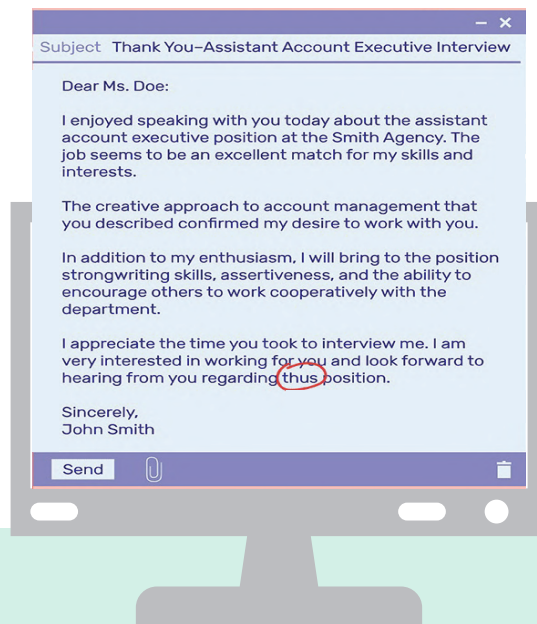 Subject Thank You–Assistant Account Executive Interview
Dear Ms. Doe:
I enjoyed speaking with you today about the assistant
account executive position at the Smith Agency. The
job seems to be an excellent match for my skills and
interests.
The creative approach to account management that
you described confirmed my desire to work with you.
In addition to my enthusiasm, I will bring to the position
strongwriting skills, assertiveness, and the ability to
encourage others to work cooperatively with the
department.
I appreciate the time you took to interview me. I am
very interested in working for you and look forward to
hearing from you regarding thus position.
Sincerely,
John Smith
Send